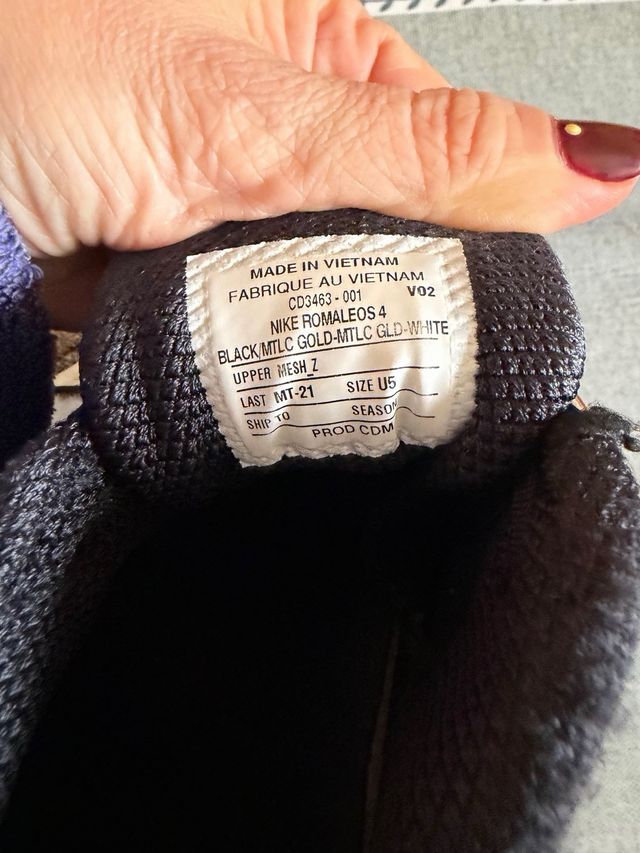 MADE IN VIETNAM
FABRIQUE AU VIETNAM
CD3463 - 001 V02
NIKE ROMALEOS 4
BLACK/MTLC GOLD-MTLC GLD-WHITE
UPPER MESH Z
LAST MT-21 SIZE U5
SHIP TO SEASON
PROD CDM